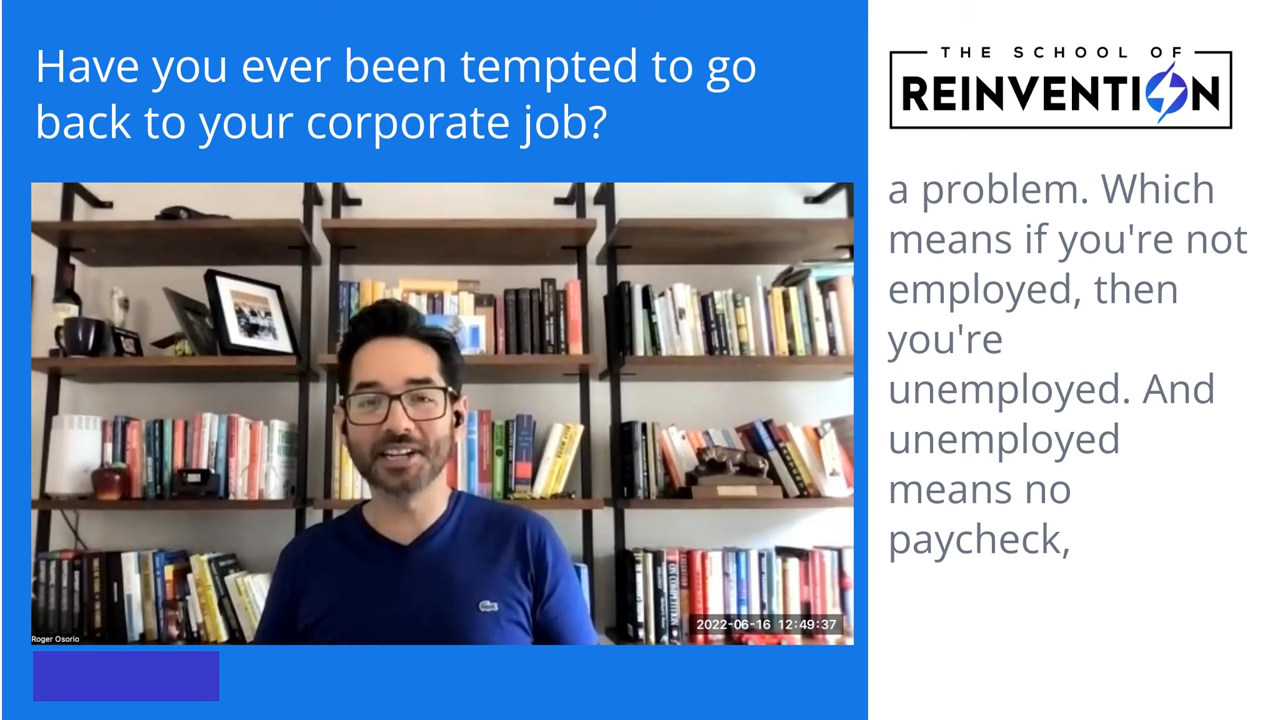 Have you ever been tempted to go
back to your corporate job?
THE SCHOOL OF
REINVENTION
a problem. Which
means if you're not
employed, then
you're
unemployed. And
unemployed
means no
paycheck,
ON COMPETITION
Roger Osorio
2022-06-16 12:49:37